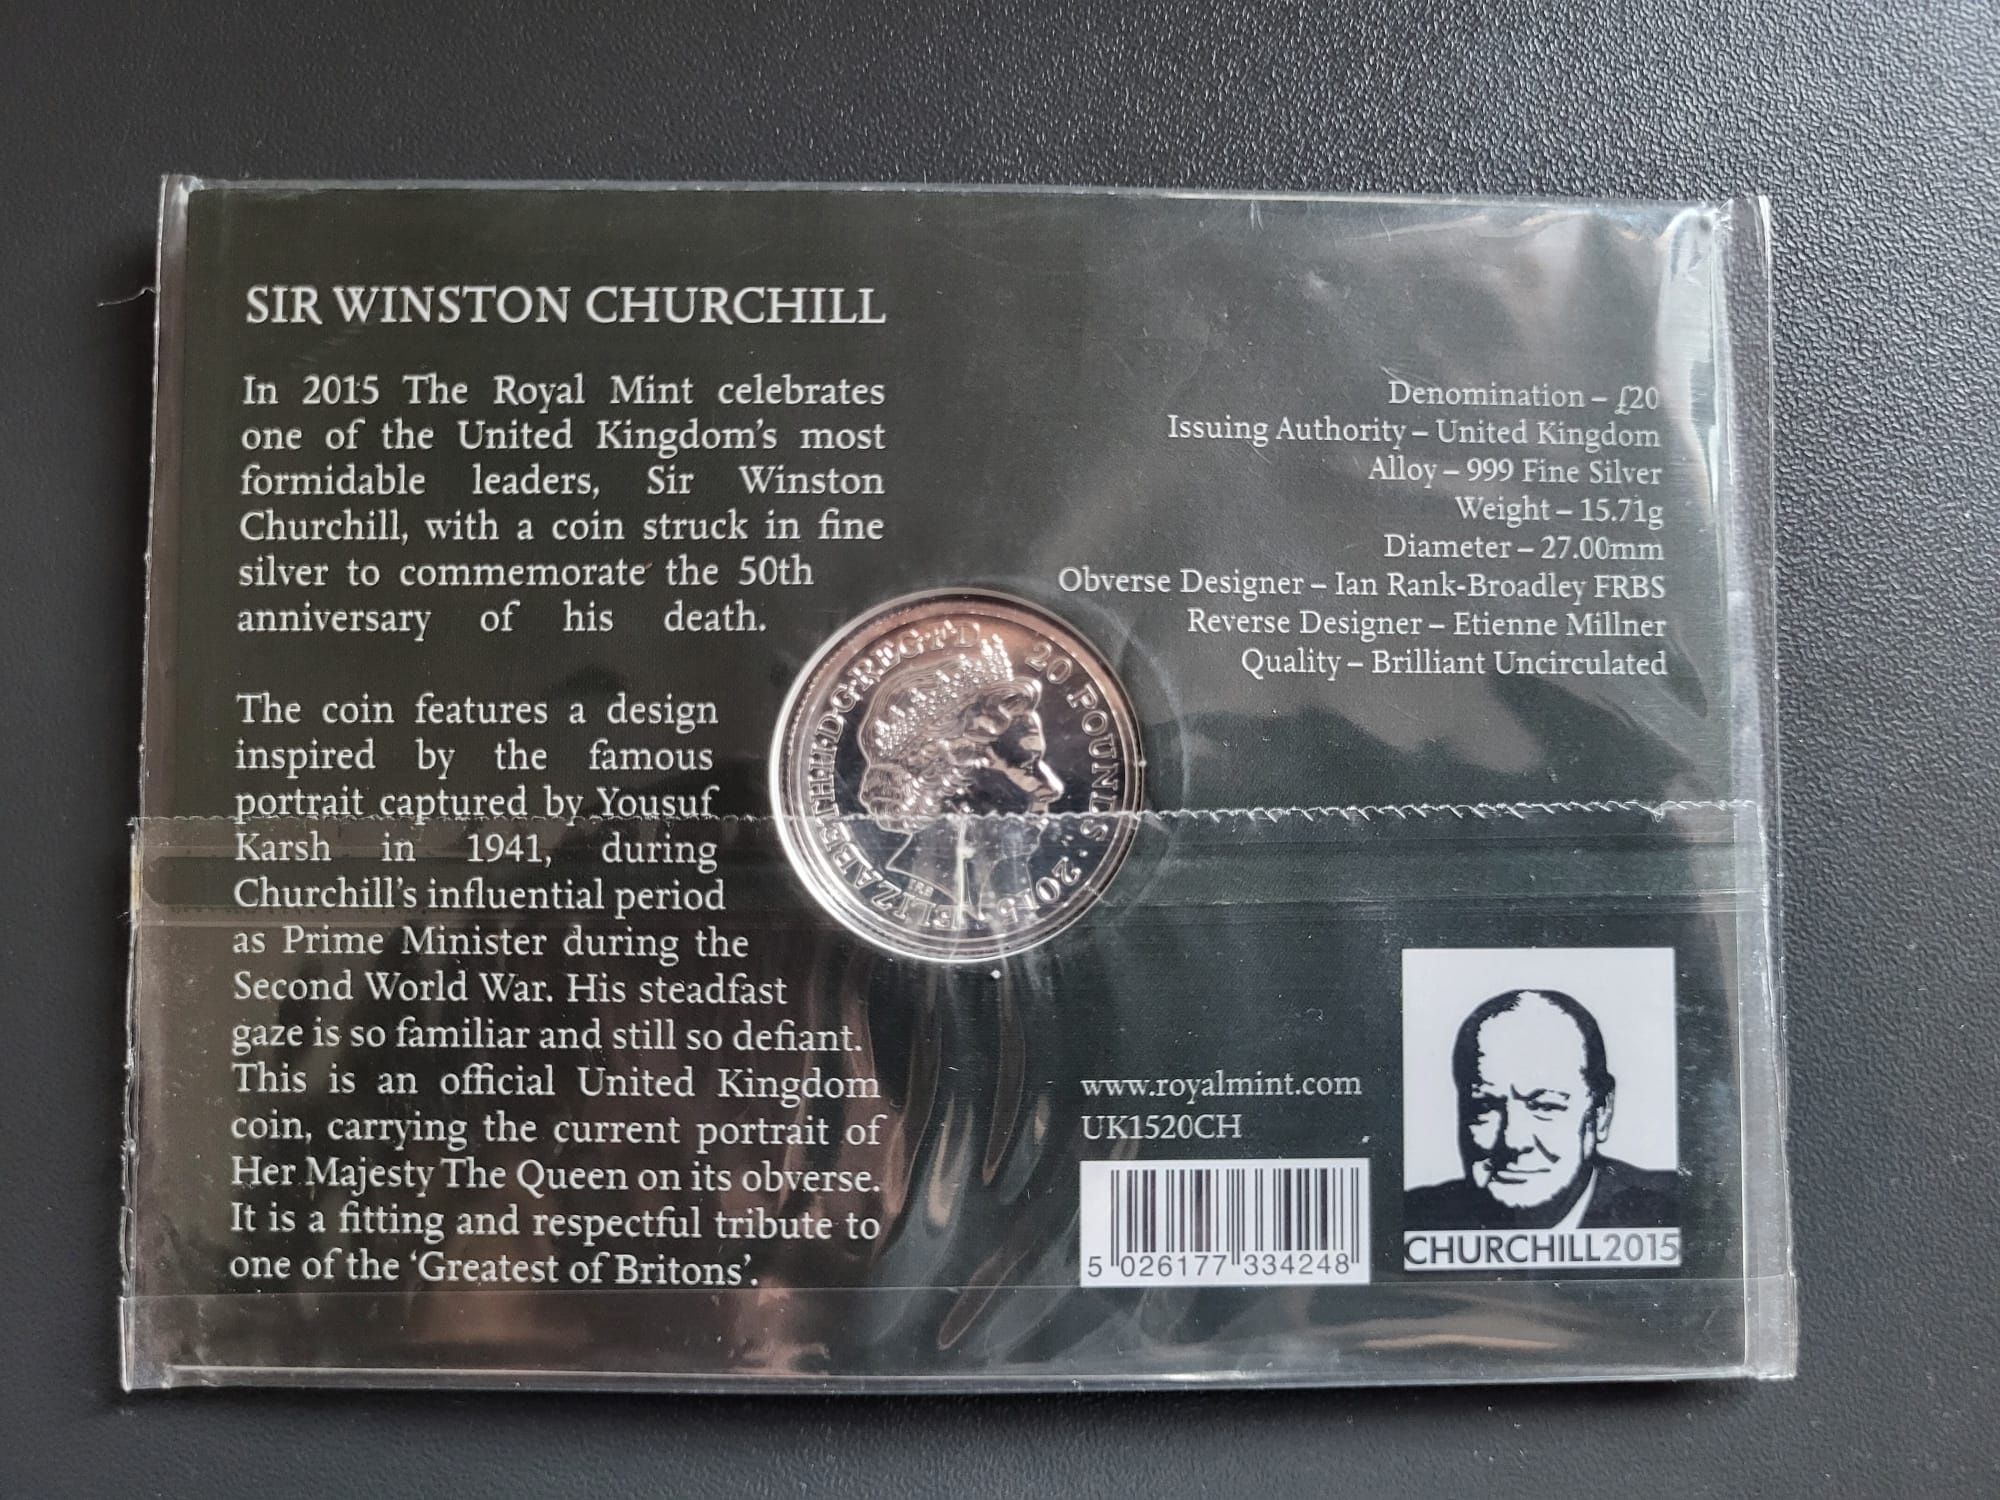 SIR WINSTON CHURCHILL
In 2015 The Royal Mint celebrates
one of the United Kingdom's most
formidable leaders, Sir Winston
Churchill, with a coin struck in fine
silver to commemorate the 50th
anniversary of his death.
The coin features a design
inspired by the famous
portrait captured by Yousuf
Karsh in 1941, during
Churchill's influential period
as Prime Minister during the
Second World War. His steadfast
gaze is so familiar and still so defiant.
This is an official United Kingdom
coin, carrying the current portrait of
Her Majesty The Queen on its obverse.
It is a fitting and respectful tribute to
one of the 'Greatest of Britons'.
Denomination – £20
Issuing Authority – United Kingdom
Alloy – 999 Fine Silver
Weight – 15.71g
Diameter – 27.00mm
Obverse Designer – Ian Rank-Broadley FRBS
Reverse Designer – Etienne Millner
Quality – Brilliant Uncirculated
ELIZABETH·II·D·G·REG·F·D
20 POUNDS·2015
IRB
www.royalmint.com
UK1520CH
5 026177 334248
CHURCHILL2015